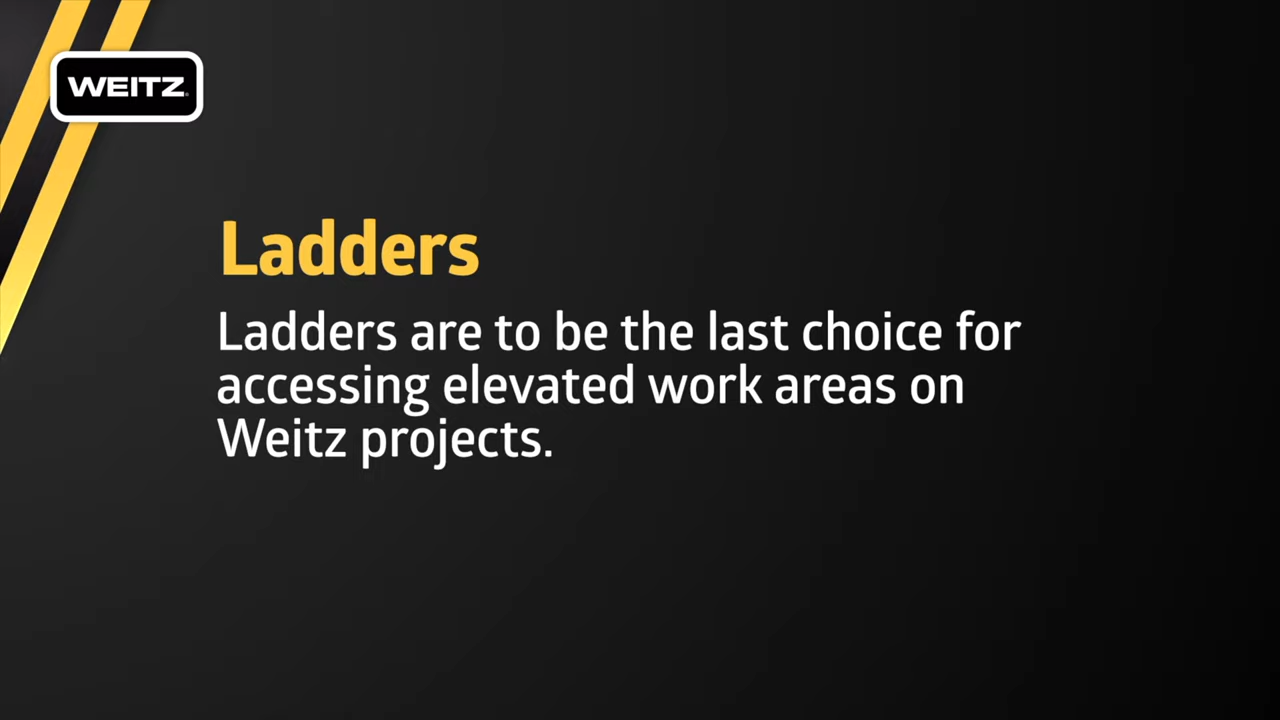 WEITZ
Ladders
Ladders are to be the last choice for
accessing elevated work areas on
Weitz projects.